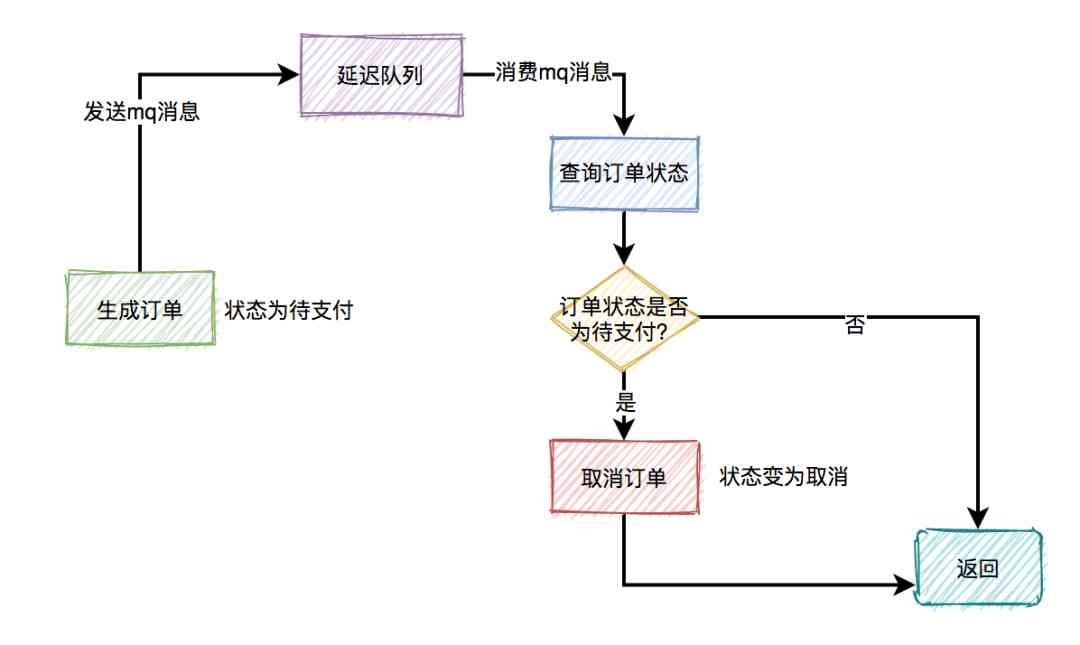 延迟队列
消费mq消息
发送mq消息
查询订单状态
生成订单
状态为待支付
订单状态是否
为待支付?
否
是
取消订单
状态变为取消
返回